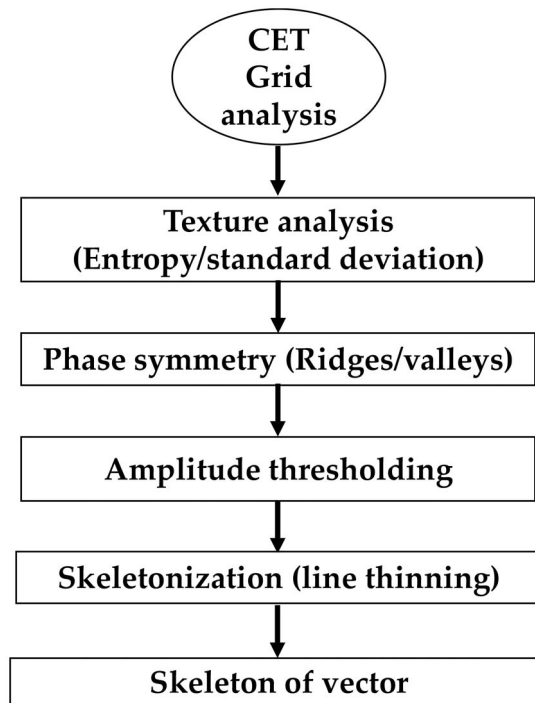 CET
Grid
analysis
Texture analysis
(Entropy/standard deviation)
Phase symmetry (Ridges/valleys)
Amplitude thresholding
Skeletonization (line thinning)
Skeleton of vector